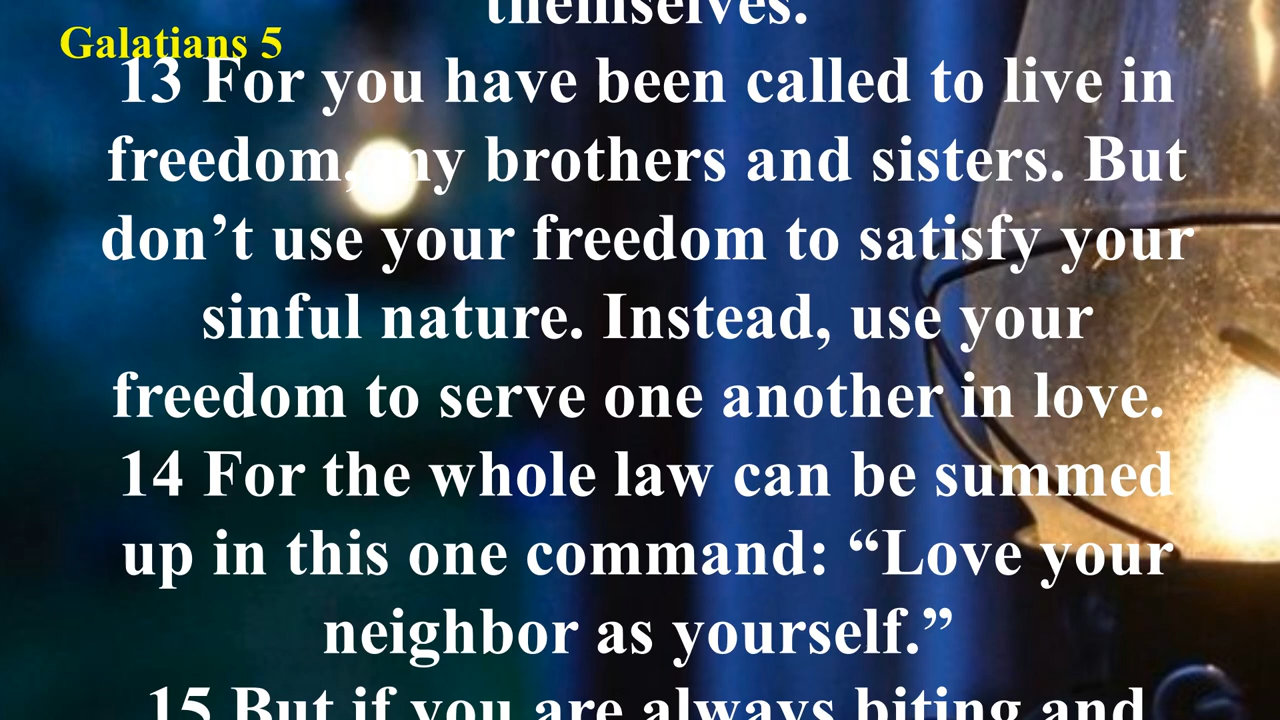 themselves.
Galatians 5
13 For you have been called to live in
freedom, my brothers and sisters. But
don’t use your freedom to satisfy your
sinful nature. Instead, use your
freedom to serve one another in love.
14 For the whole law can be summed
up in this one command: “Love your
neighbor as yourself.”
15 But if you are always biting and